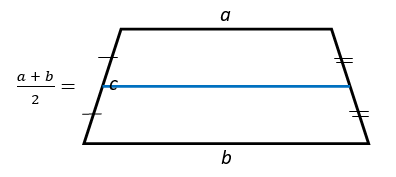 a
(a + b)/2 = c
b